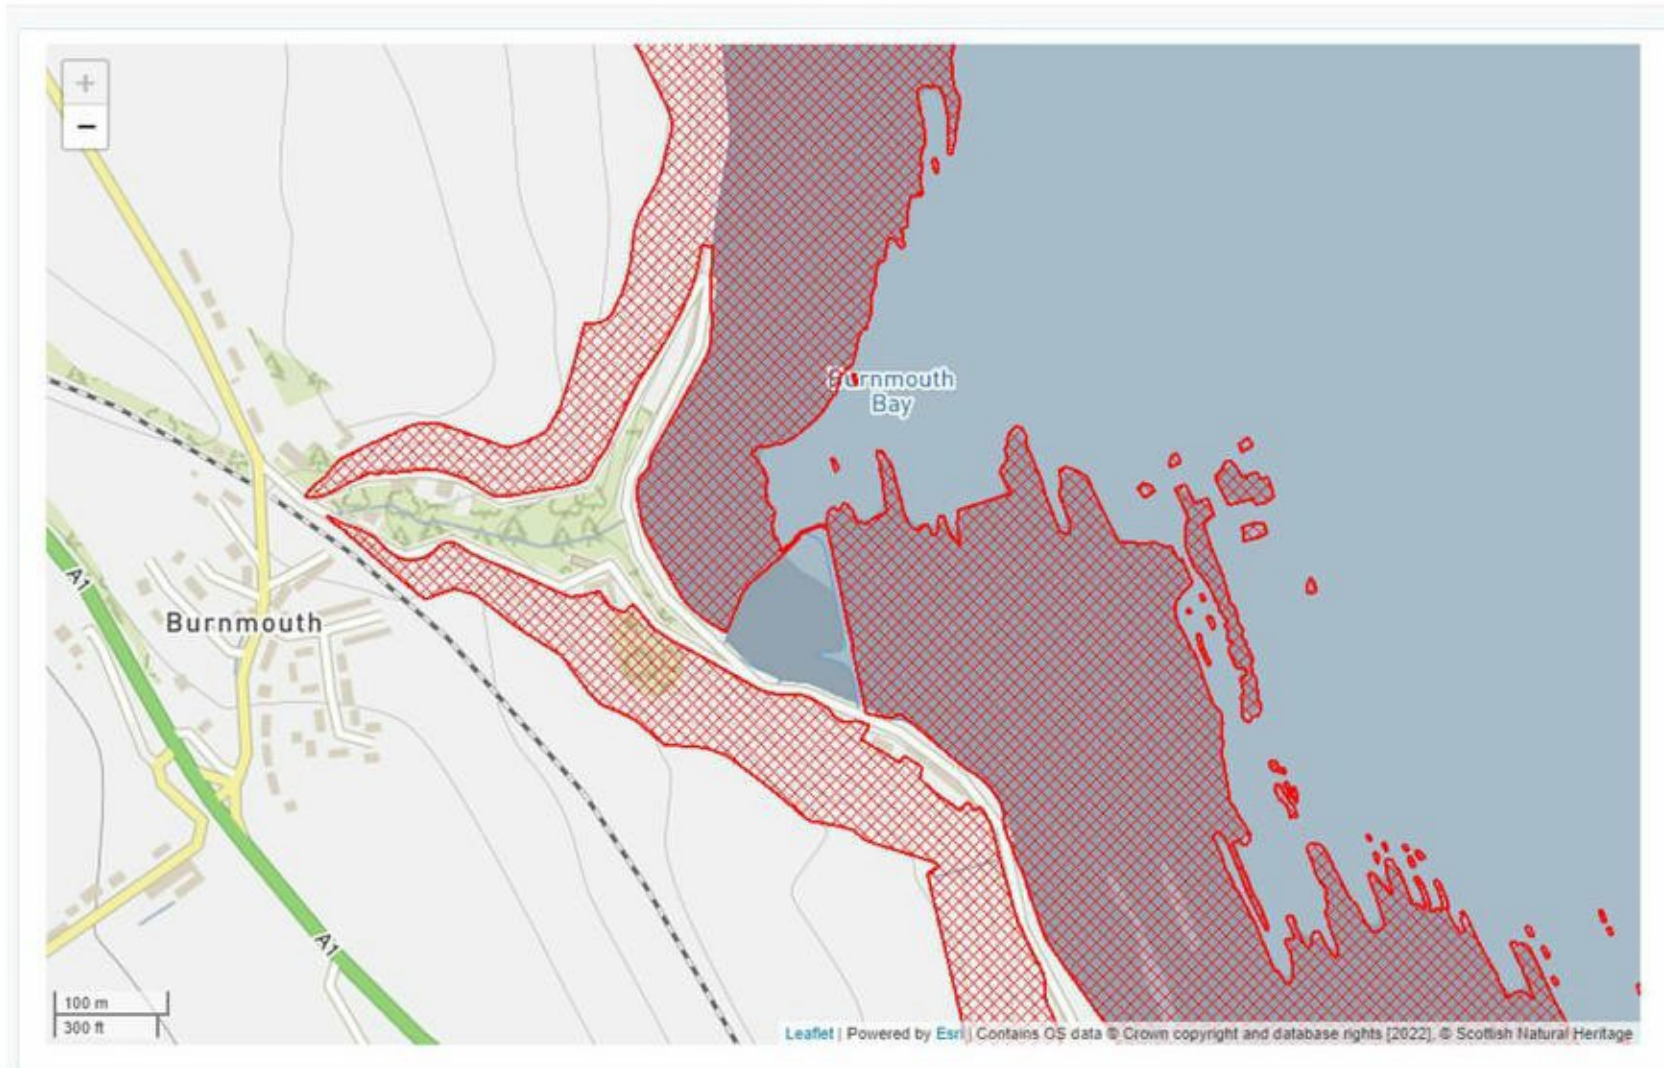 +
−
Burnmouth
Bay
A1
Burnmouth
A1
100 m
300 ft
Leaflet | Powered by Esri | Contains OS data © Crown copyright and database rights [2022], © Scottish Natural Heritage